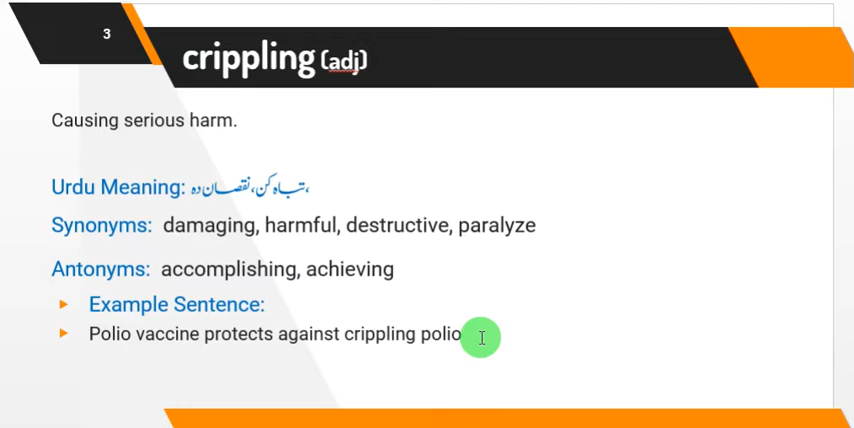 3
crippling (adj)
Causing serious harm.
Urdu Meaning: تباہ کن، نقصان دہ،
Synonyms: damaging, harmful, destructive, paralyze
Antonyms: accomplishing, achieving
Example Sentence:
Polio vaccine protects against crippling polio